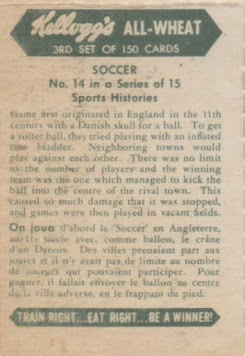 Kellogg's ALL-WHEAT
3RD SET OF 150 CARDS
SOCCER
No. 14 in a Series of 15
Sports Histories
Game first originated in England in the 11th
century with a Danish skull for a ball. To get
a softer ball, they tried playing with an inflated
cow bladder. Neighboring towns would
play against each other. There was no limit
to the number of players and the winning
team was the one which managed to kick the
ball into the centre of the rival town. This
caused so much damage that it was stopped,
and games were then played in vacant fields.
On joua d'abord le 'Soccer' en Angleterre,
au 11e siècle avec, comme ballon, le crâne
d'un Danois. Des villes prenaient part aux
joutes et il n'y avait pas de limite au nombre
de joueurs qui pouvaient participer. Pour
gagner, il fallait envoyer le ballon au centre
de la ville adverse, en le frappant du pied.
TRAIN RIGHT...EAT RIGHT...BE A WINNER!